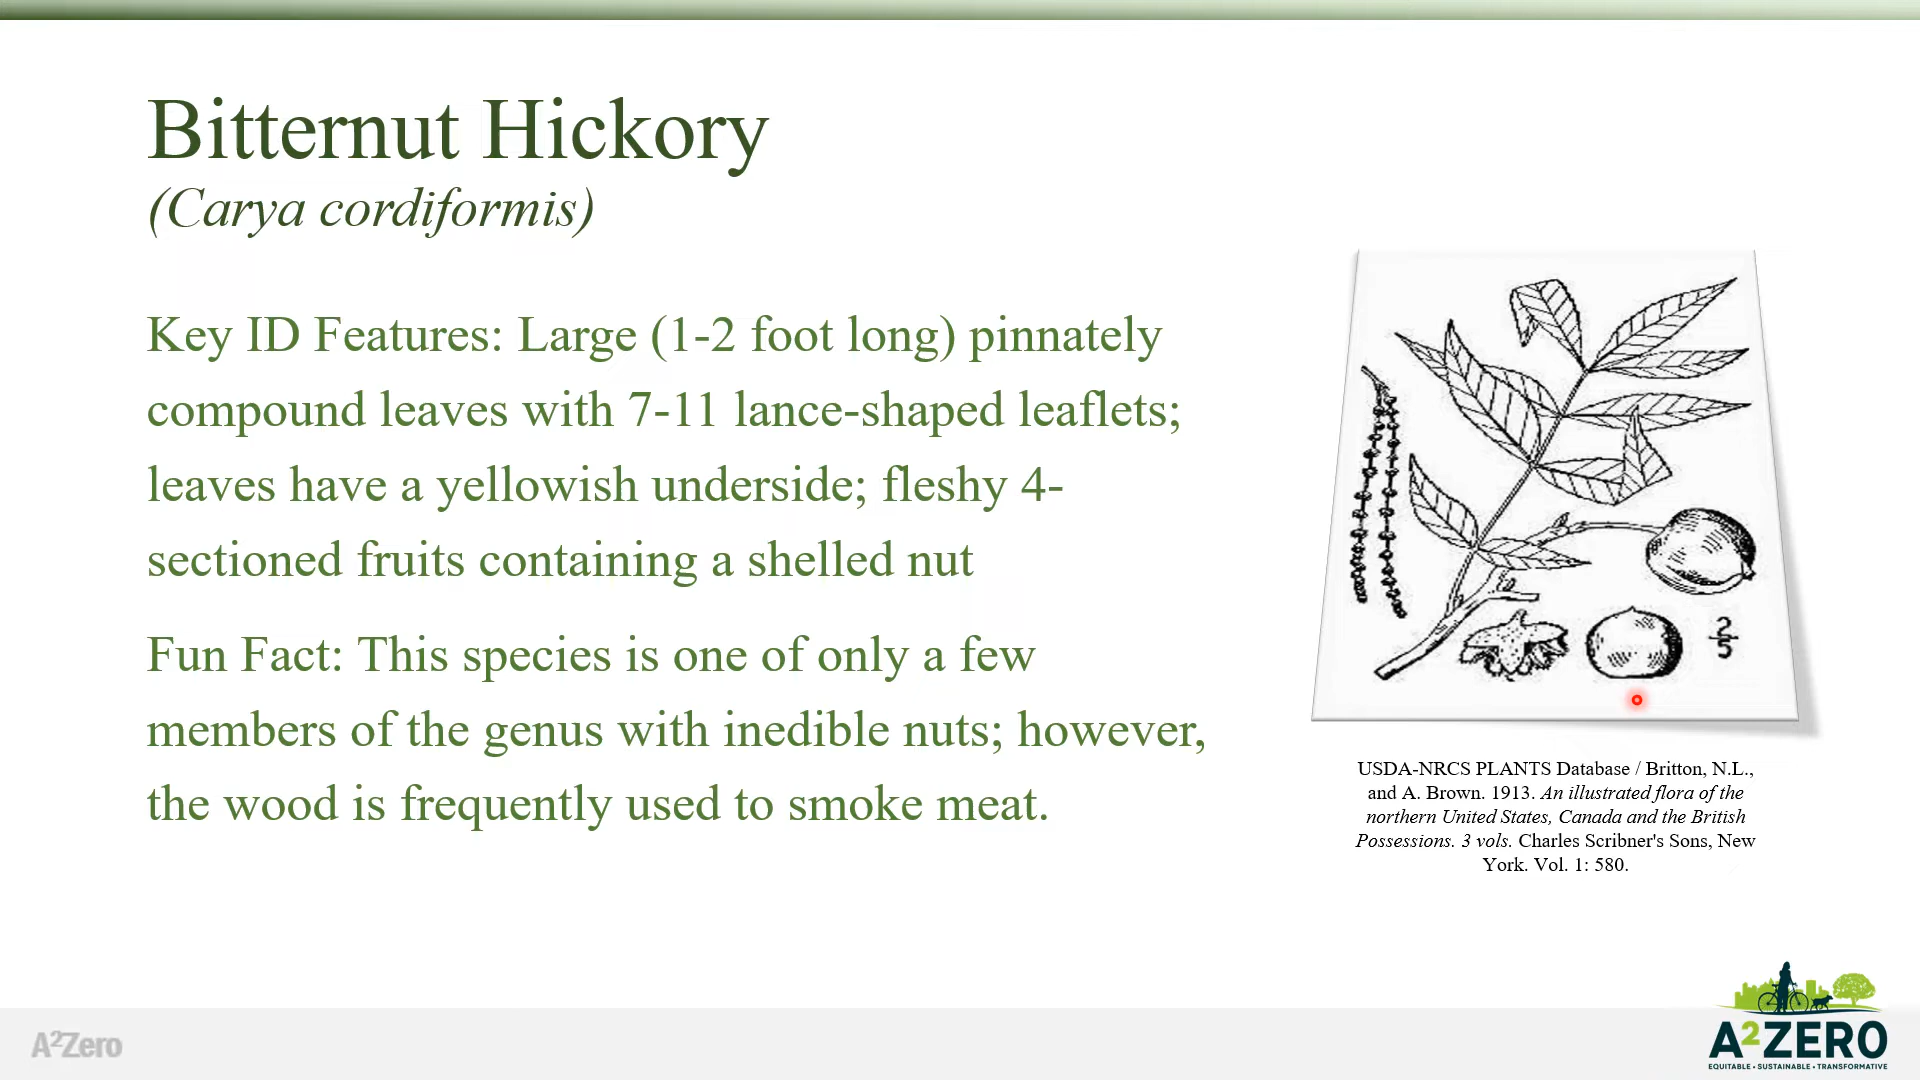 Bitternut Hickory
(Carya cordiformis)
Key ID Features: Large (1-2 foot long) pinnately
compound leaves with 7-11 lance-shaped leaflets;
leaves have a yellowish underside; fleshy 4-
sectioned fruits containing a shelled nut
Fun Fact: This species is one of only a few
members of the genus with inedible nuts; however,
the wood is frequently used to smoke meat.
2
5
USDA-NRCS PLANTS Database / Britton, N.L.,
and A. Brown. 1913. An illustrated flora of the
northern United States, Canada and the British
Possessions. 3 vols. Charles Scribner's Sons, New
York. Vol. 1: 580.
A²Zero
A²ZERO
EQUITABLE • SUSTAINABLE • TRANSFORMATIVE